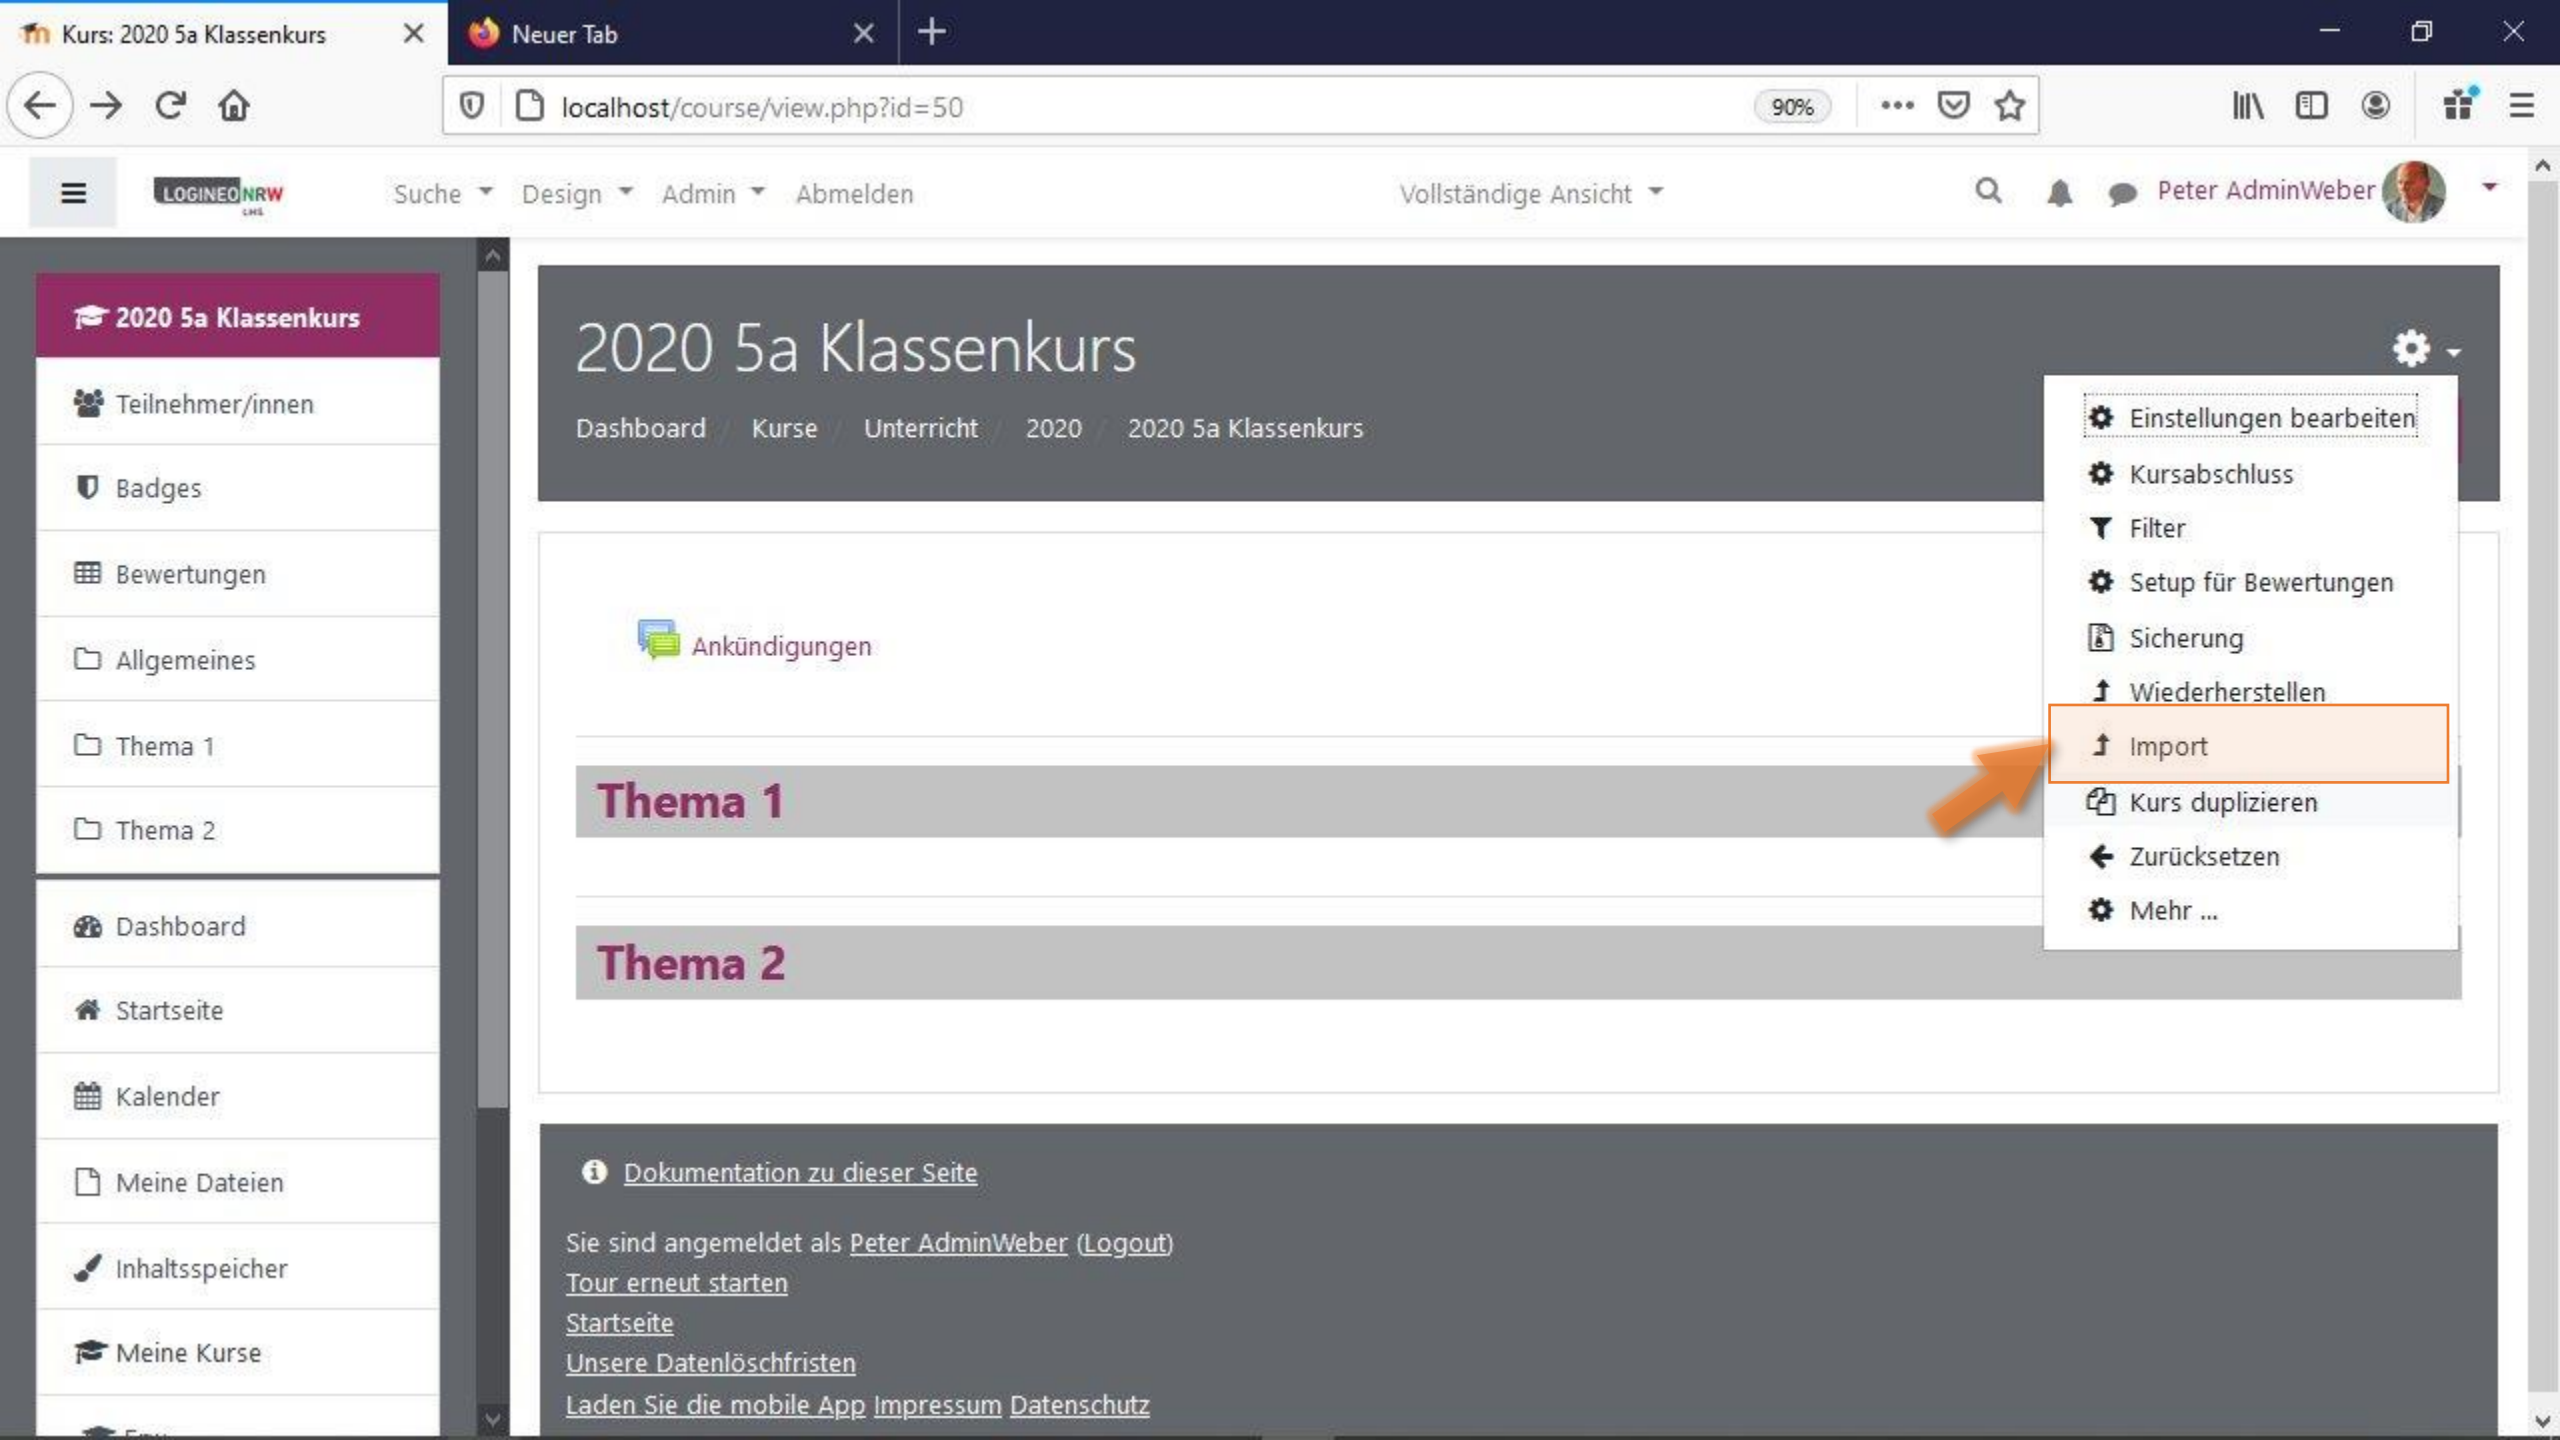 Kurs: 2020 5a Klassenkurs
Neuer Tab
localhost/course/view.php?id=50
90%
LOGINEO NRW
LMS
Suche
Design
Admin
Abmelden
Vollständige Ansicht
Peter AdminWeber
2020 5a Klassenkurs
Teilnehmer/innen
Badges
Bewertungen
Allgemeines
Thema 1
Thema 2
Dashboard
Startseite
Kalender
Meine Dateien
Inhaltsspeicher
Meine Kurse
2020 5a Klassenkurs
Dashboard / Kurse / Unterricht / 2020 / 2020 5a Klassenkurs
Einstellungen bearbeiten
Kursabschluss
Filter
Setup für Bewertungen
Sicherung
Wiederherstellen
Import
Kurs duplizieren
Zurücksetzen
Mehr ...
Ankündigungen
Thema 1
Thema 2
Dokumentation zu dieser Seite
Sie sind angemeldet als Peter AdminWeber (Logout)
Tour erneut starten
Startseite
Unsere Datenlöschfristen
Laden Sie die mobile App Impressum Datenschutz